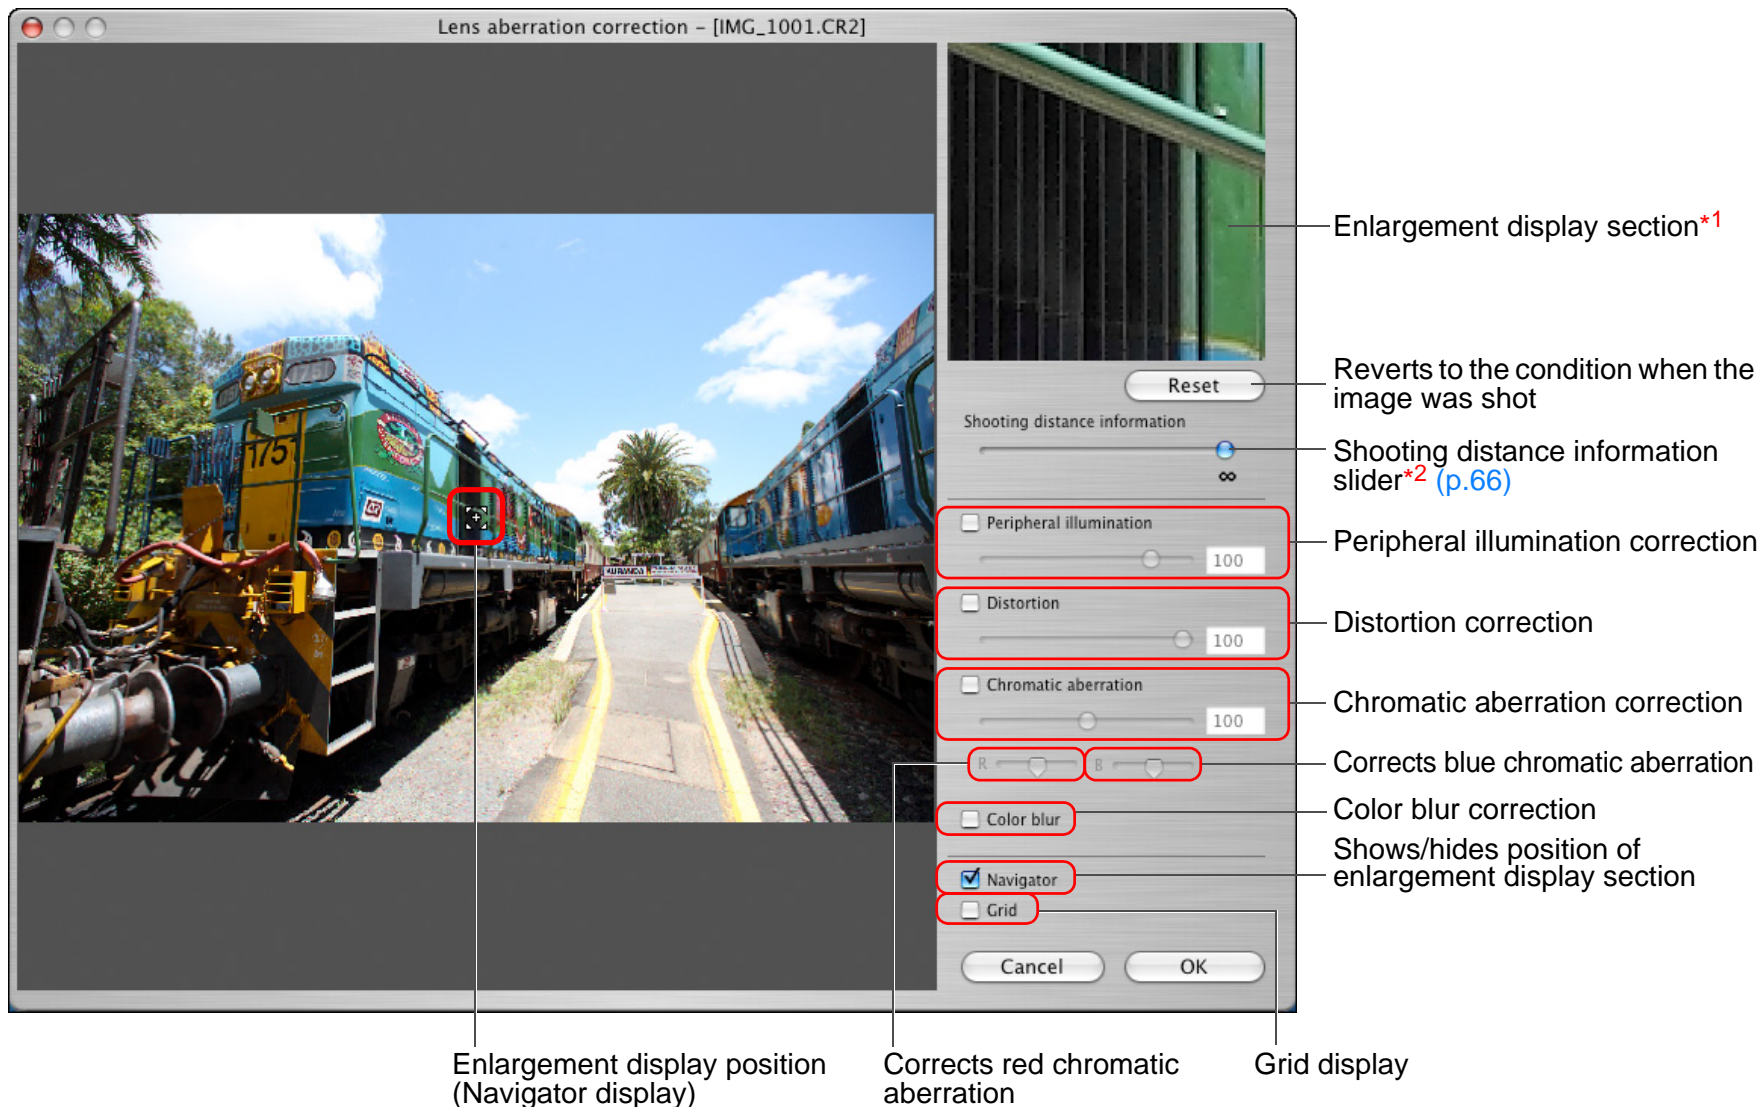 Lens aberration correction – [IMG_1001.CR2]
Enlargement display section*1
Reset
Reverts to the condition when the
image was shot
Shooting distance information
∞
Shooting distance information
slider*2 (p.66)
Peripheral illumination
100
Peripheral illumination correction
Distortion
100
Distortion correction
Chromatic aberration
100
Chromatic aberration correction
R
B
Corrects blue chromatic aberration
Color blur
Color blur correction
Shows/hides position of
enlargement display section
Navigator
Grid
Cancel
OK
1751
1751
KURANDA
Enlargement display position
(Navigator display)
Corrects red chromatic
aberration
Grid display